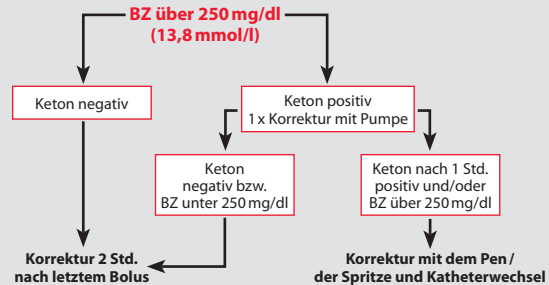 BZ über 250 mg/dl
(13,8 mmol/l)
Keton negativ
Keton positiv
1 x Korrektur mit Pumpe
Keton
negativ bzw.
BZ unter 250 mg/dl
Keton nach 1 Std.
positiv und/oder
BZ über 250 mg/dl
Korrektur 2 Std.
nach letztem Bolus
Korrektur mit dem Pen /
der Spritze und Katheterwechsel